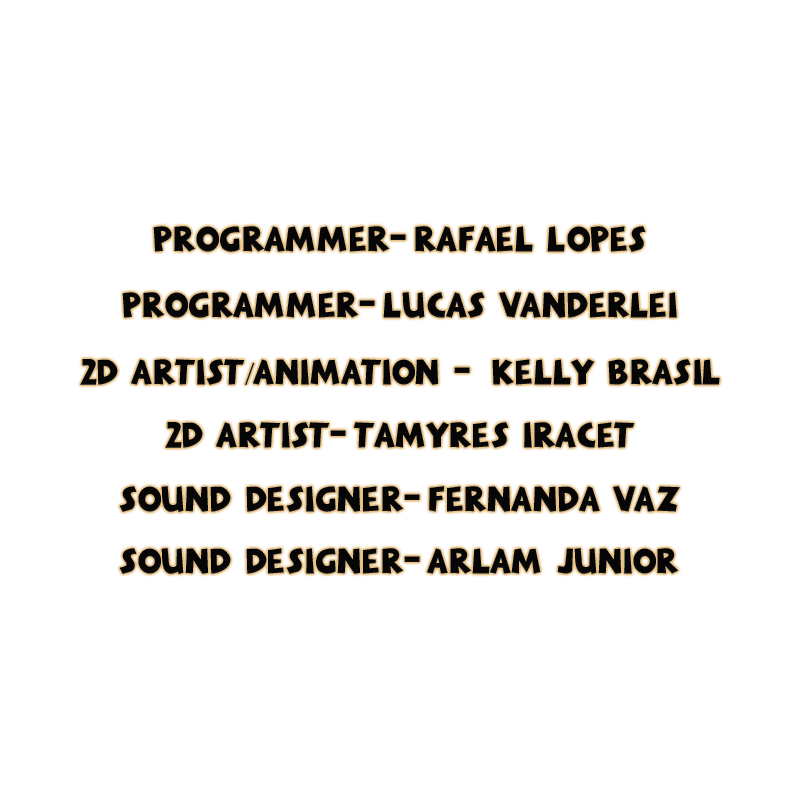 PROGRAMMER- RAFAEL LOPES
PROGRAMMER- LUCAS VANDERLEI
2D ARTIST/ANIMATION - KELLY BRASIL
2D ARTIST- TAMYRES IRACET
SOUND DESIGNER- FERNANDA VAZ
SOUND DESIGNER- ARLAM JUNIOR